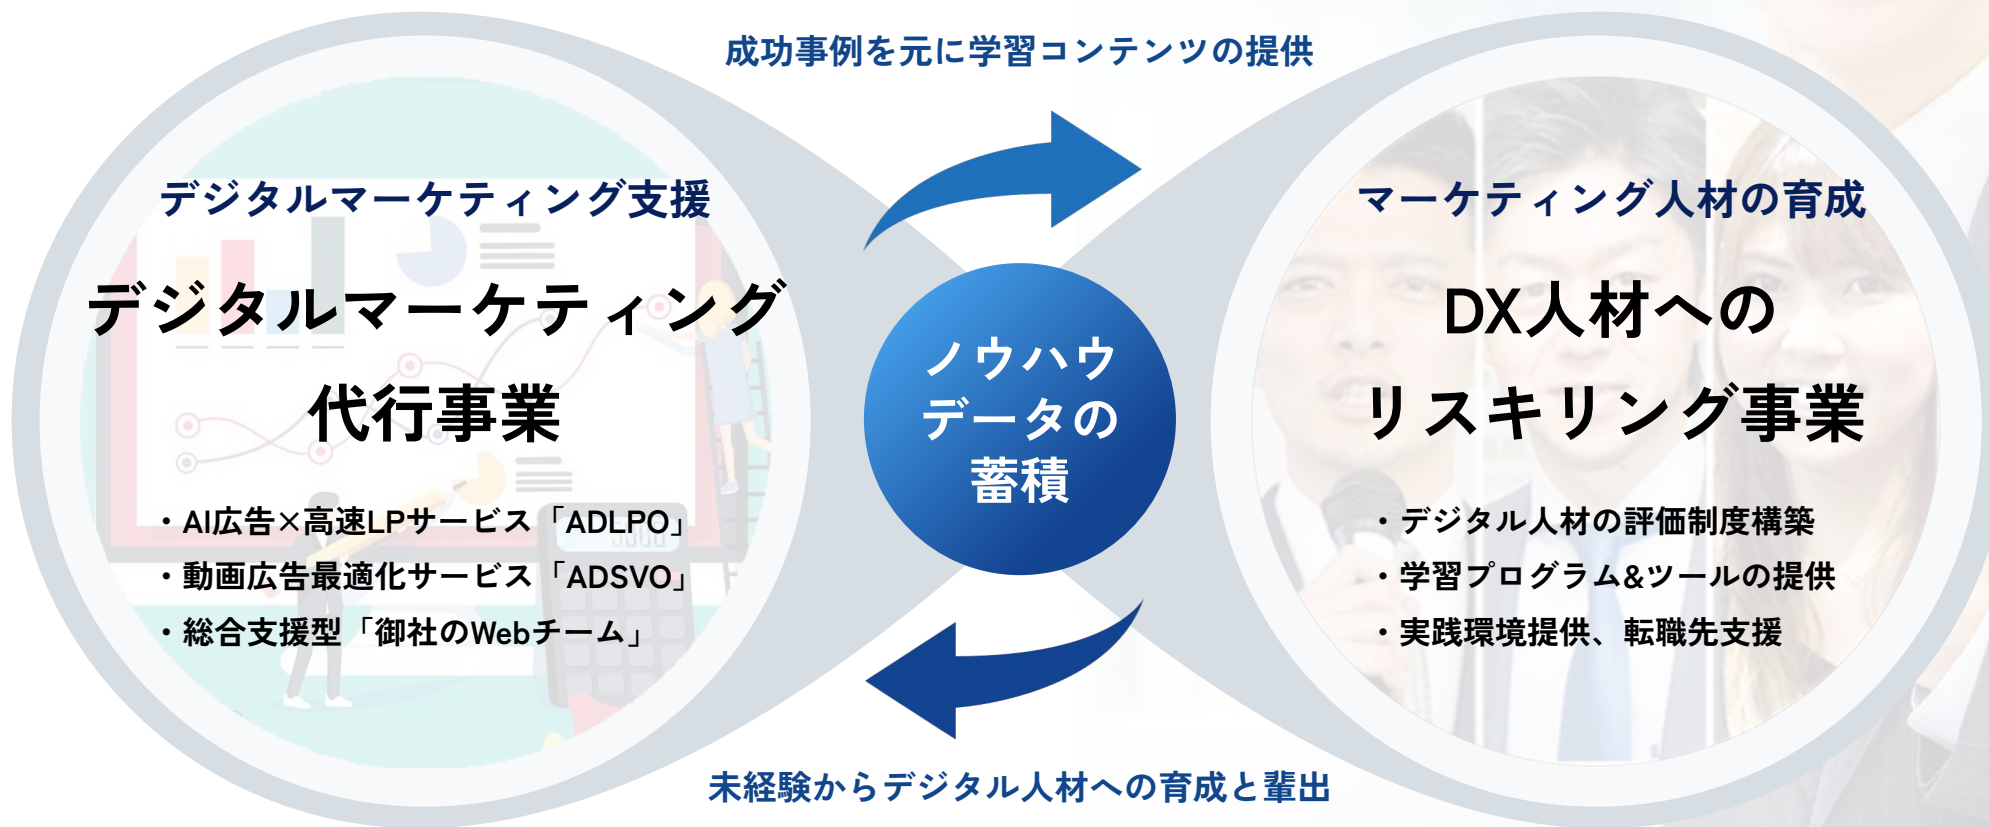 成功事例を元に学習コンテンツの提供
デジタルマーケティング支援
デジタルマーケティング
代行事業
・AI広告×高速LPサービス「ADLPO」
・動画広告最適化サービス「ADSVO」
・総合支援型「御社のWebチーム」
ノウハウ
データの
蓄積
マーケティング人材の育成
DX人材への
リスキリング事業
・デジタル人材の評価制度構築
・学習プログラム&ツールの提供
・実践環境提供、転職先支援
未経験からデジタル人材への育成と輩出